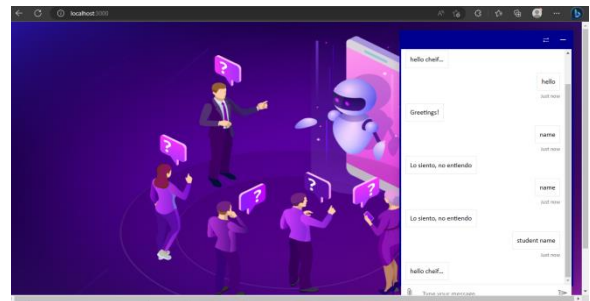 localhost:3000
hello cheif...
hello
Just now
Greetings!
name
Just now
Lo siento, no entiendo
name
Just now
Lo siento, no entiendo
student name
Just now
hello cheif...
Type your message